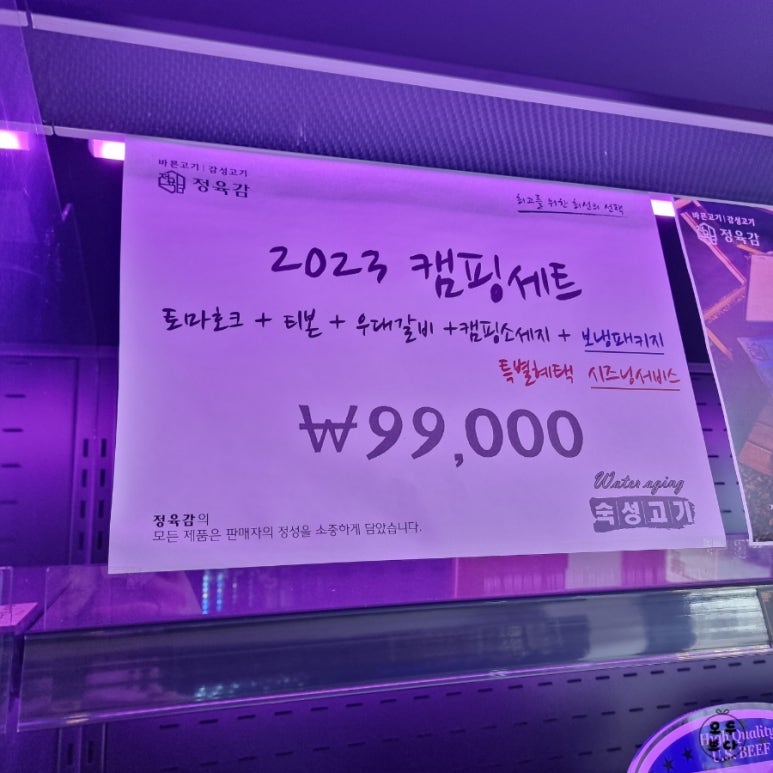 바른고기 | 감성고기
정육감
최고를 위한 최선의 선택
2023 캠핑세트
토마호크 + 티본 + 우대갈비 + 캠핑소세지 + 보냉패키지
특별혜택 시즈닝서비스
₩99,000
Water aging
숙성고기
정육감의
모든 제품은 판매자의 정성을 소중하게 담았습니다.
바른고기 | 감성고기
정육감
High Quality
U.S. BEEF